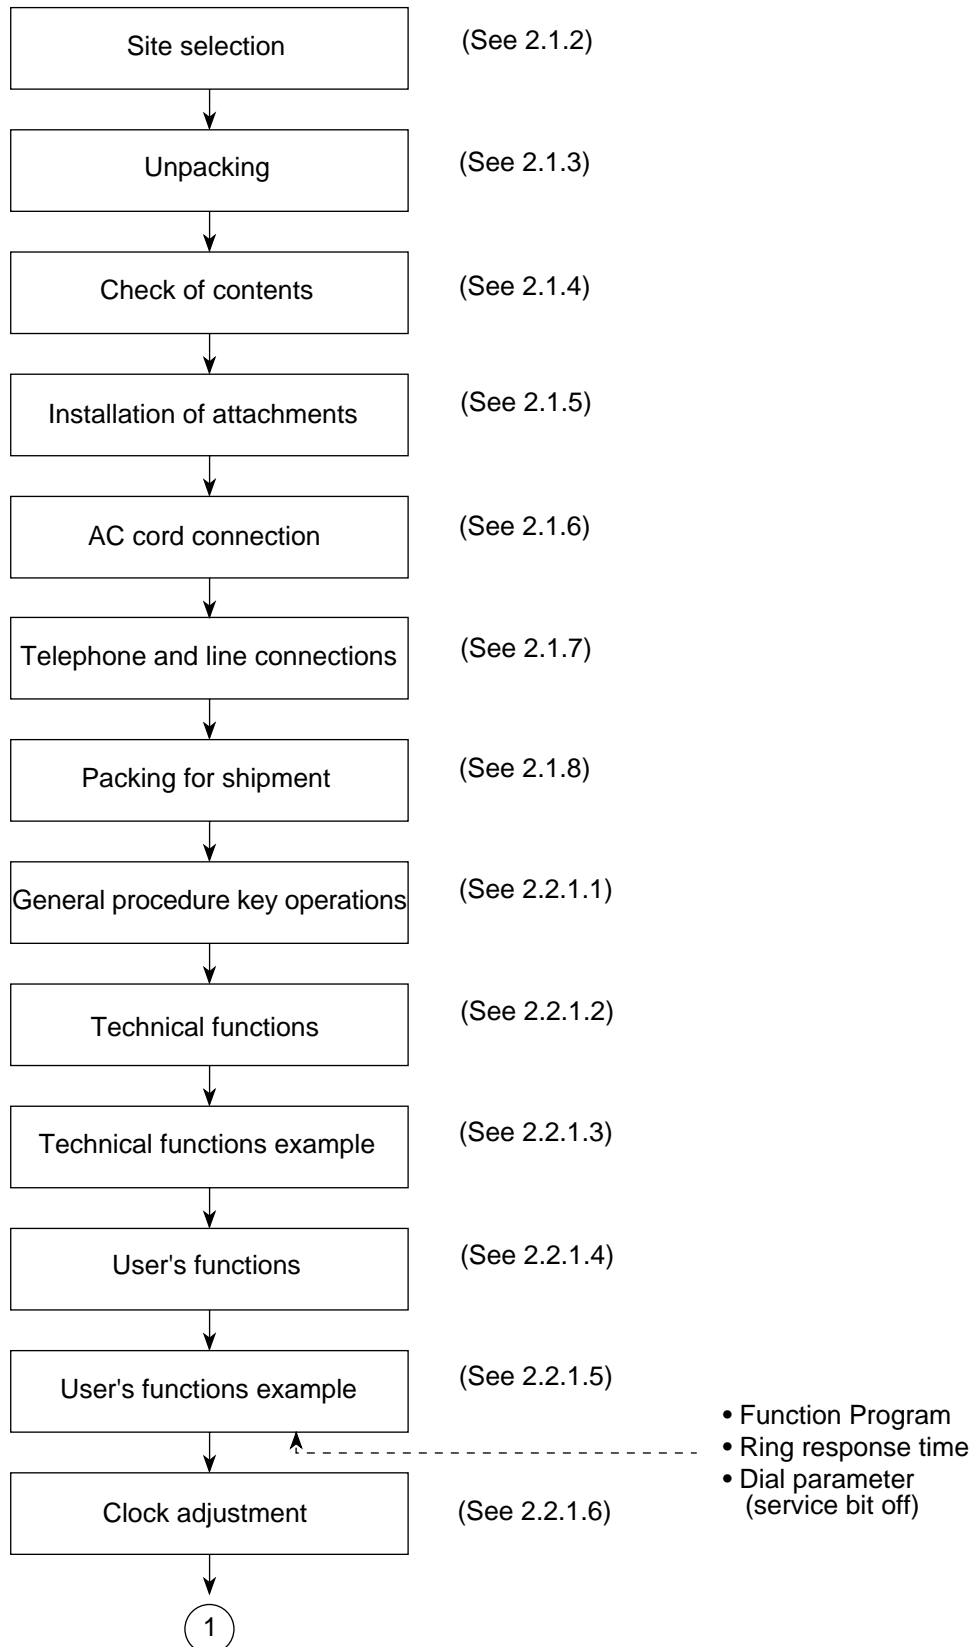 Site selection
(See 2.1.2)
Unpacking
(See 2.1.3)
Check of contents
(See 2.1.4)
Installation of attachments
(See 2.1.5)
AC cord connection
(See 2.1.6)
Telephone and line connections
(See 2.1.7)
Packing for shipment
(See 2.1.8)
General procedure key operations
(See 2.2.1.1)
Technical functions
(See 2.2.1.2)
Technical functions example
(See 2.2.1.3)
User's functions
(See 2.2.1.4)
User's functions example
(See 2.2.1.5)
• Function Program
• Ring response time
• Dial parameter
(service bit off)
Clock adjustment
(See 2.2.1.6)
1